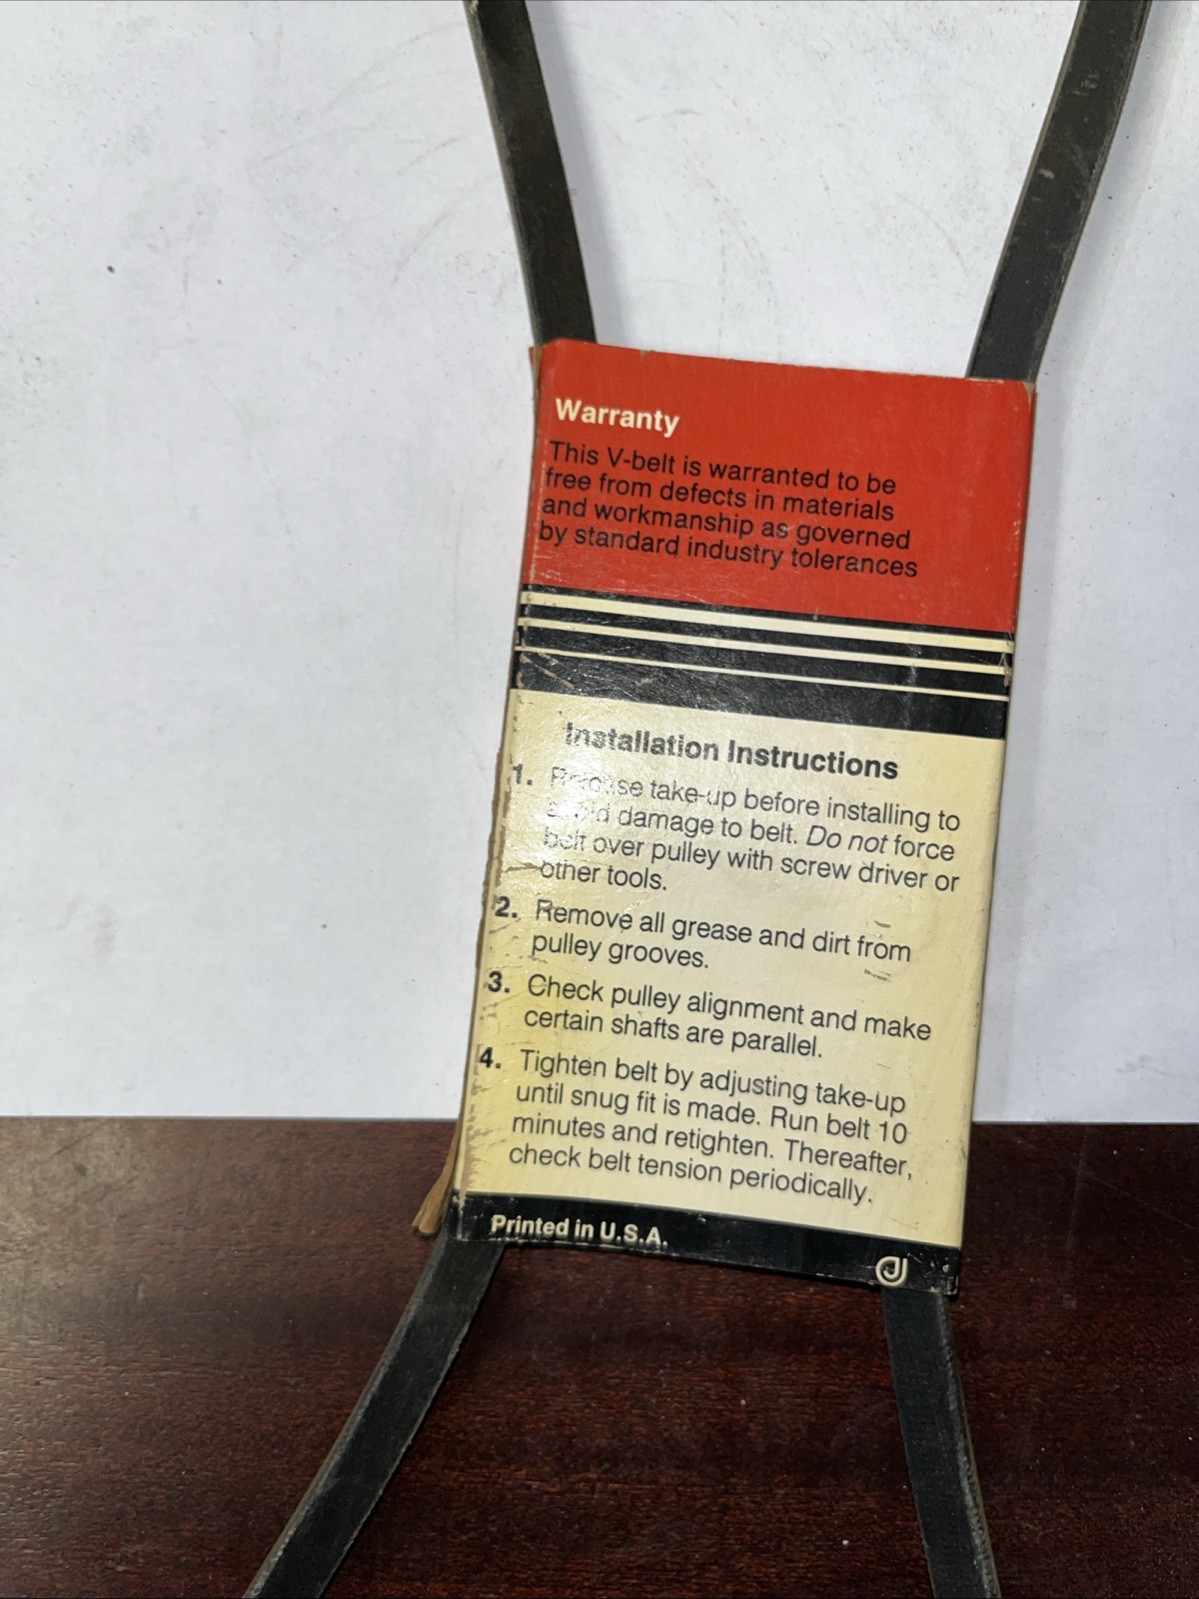 Warranty
This V-belt is warranted to be
free from defects in materials
and workmanship as governed
by standard industry tolerances
Installation Instructions
1. Release take-up before installing to
avoid damage to belt. Do not force
belt over pulley with screw driver or
other tools.
2. Remove all grease and dirt from
pulley grooves.
3. Check pulley alignment and make
certain shafts are parallel.
4. Tighten belt by adjusting take-up
until snug fit is made. Run belt 10
minutes and retighten. Thereafter,
check belt tension periodically.
Printed in U.S.A.